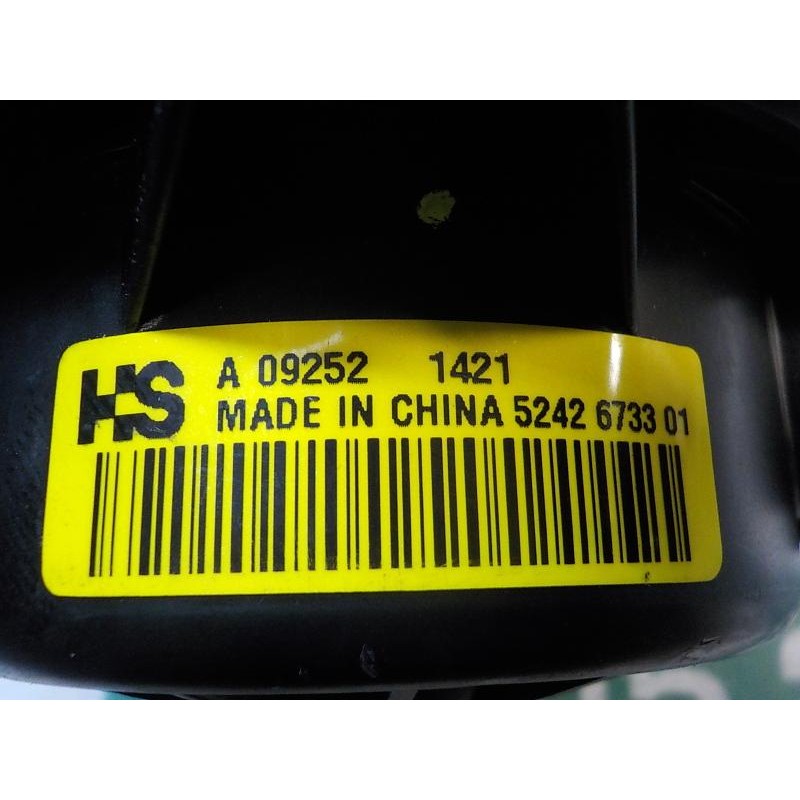 HS A 09252 1421
MADE IN CHINA 5242 6733 01